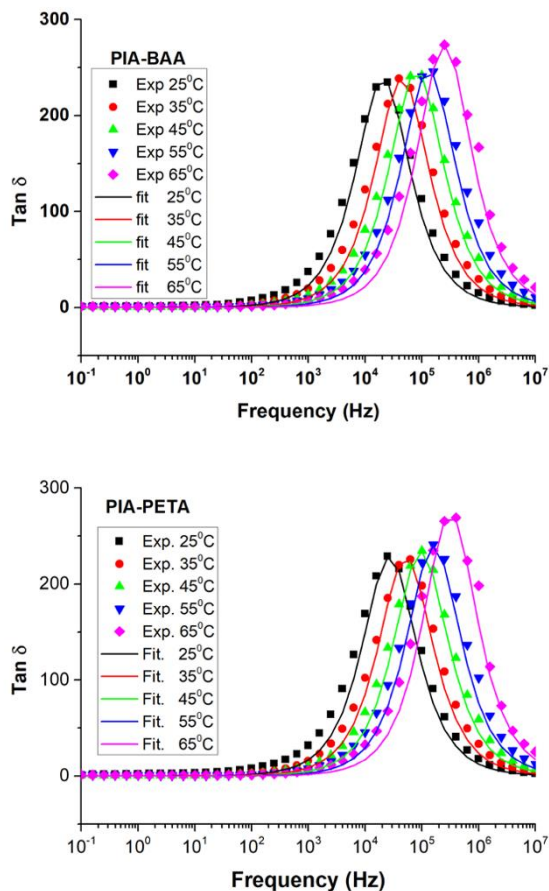 300
PIA-BAA
Exp 25⁰C
Exp 35⁰C
200
Exp 45⁰C
Exp 55⁰C
Exp 65⁰C
Tan δ
fit 25⁰C
100
fit 35⁰C
fit 45⁰C
fit 55⁰C
fit 65⁰C
0
10⁻¹ 10⁰ 10¹ 10² 10³ 10⁴ 10⁵ 10⁶ 10⁷
Frequency (Hz)
300
PIA-PETA
Exp. 25⁰C
Exp. 35⁰C
200
Exp. 45⁰C
Exp. 55⁰C
Exp. 65⁰C
Tan δ
Fit. 25⁰C
100
Fit. 35⁰C
Fit. 45⁰C
Fit. 55⁰C
Fit. 65⁰C
0
10⁻¹ 10⁰ 10¹ 10² 10³ 10⁴ 10⁵ 10⁶ 10⁷
Frequency (Hz)